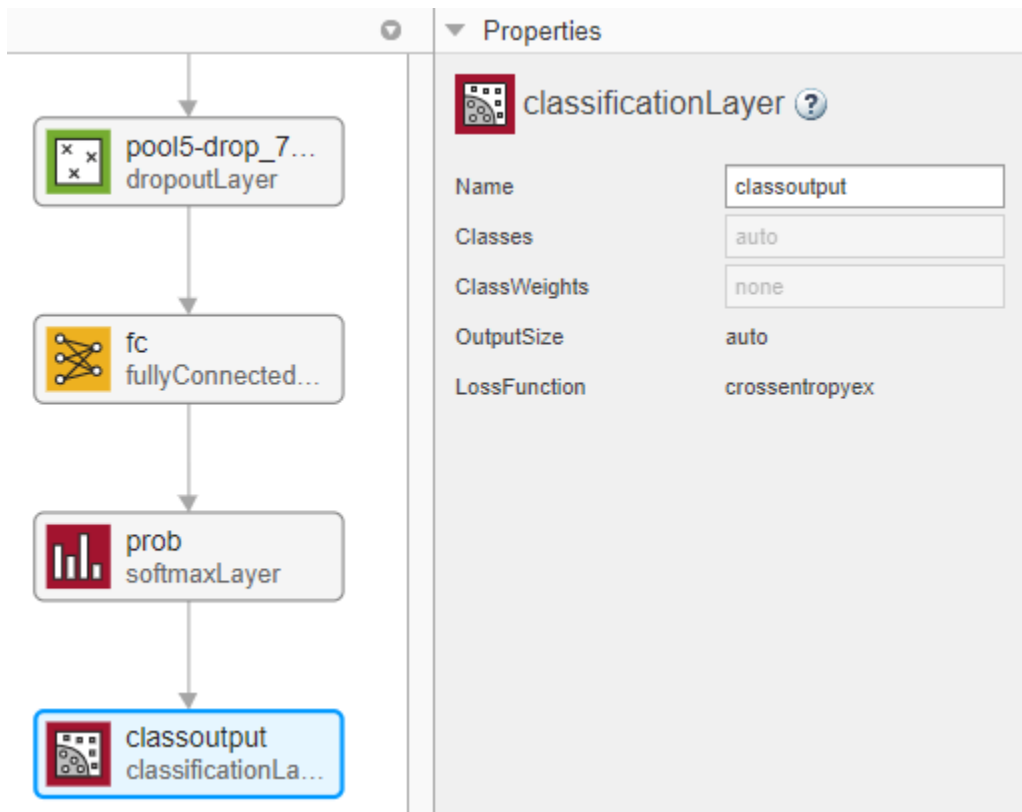 pool5-drop_7...
dropoutLayer
fc
fullyConnected...
prob
softmaxLayer
classoutput
classificationLa...
Properties
classificationLayer ?
Name classoutput
Classes auto
ClassWeights none
OutputSize auto
LossFunction crossentropyex